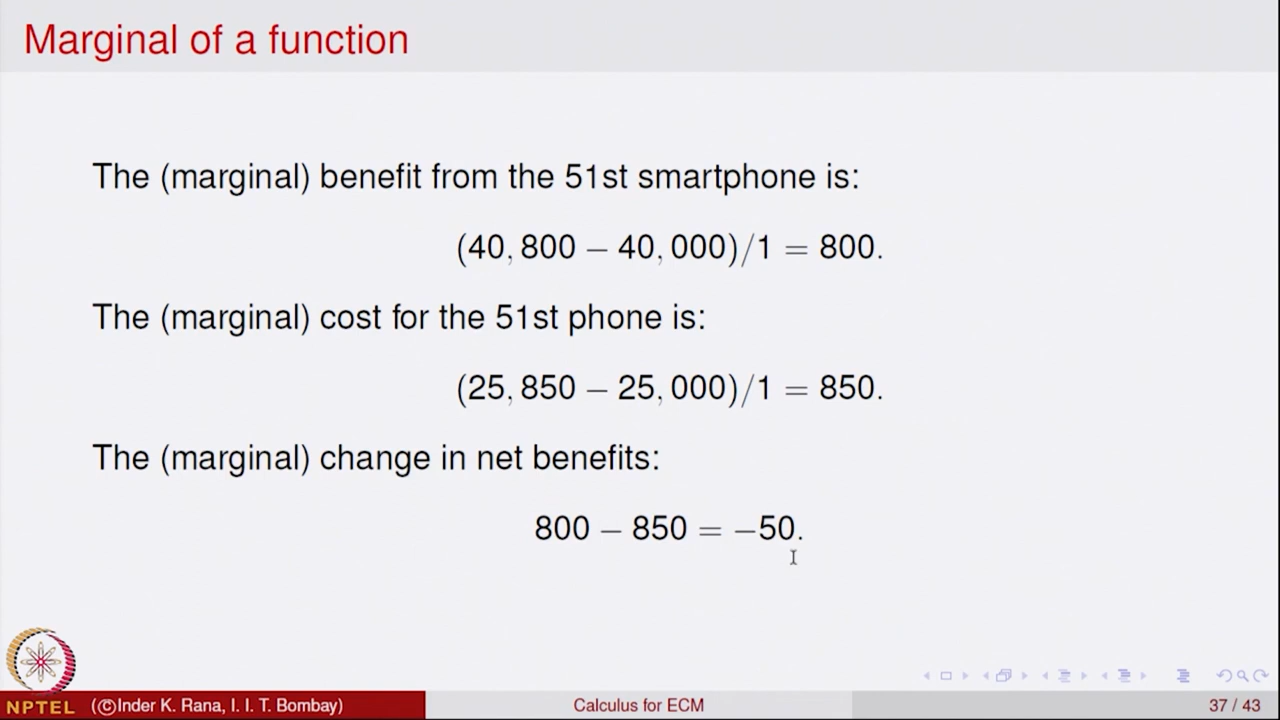 Marginal of a function
The (marginal) benefit from the 51st smartphone is:
(40, 800 − 40, 000)/1 = 800.
The (marginal) cost for the 51st phone is:
(25, 850 − 25, 000)/1 = 850.
The (marginal) change in net benefits:
800 − 850 = −50.
NPTEL
(©Inder K. Rana, I. I. T. Bombay)
Calculus for ECM
37 / 43